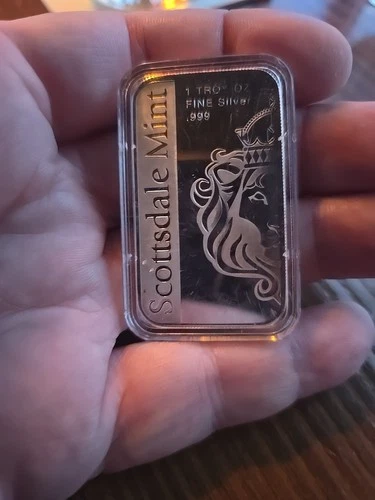 1 TROY OZ
FINE Silver
.999
Scottsdale Mint